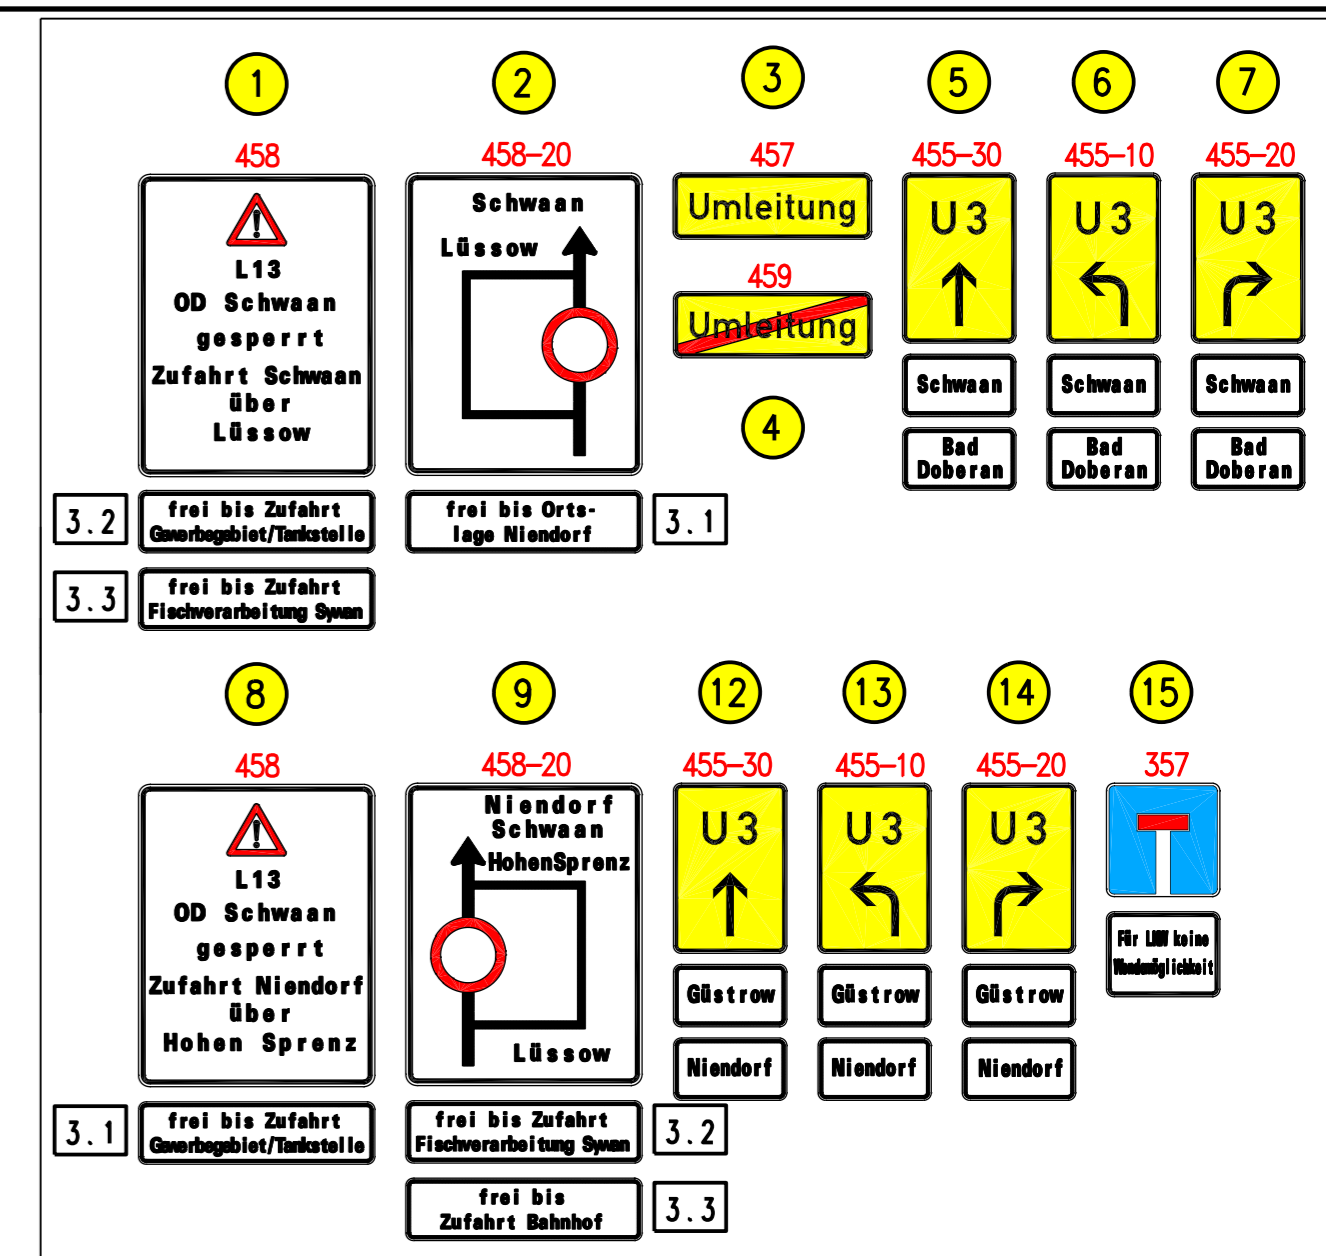 1
458
L13
OD Schwaan
gesperrt
Zufahrt Schwaan
über
Lüssow
3.2
frei bis Zufahrt
Gewerbegebiet/Tankstelle
3.3
frei bis Zufahrt
Fischverarbeitung Sywan
2
458-20
Schwaan
Lüssow
frei bis Orts-
lage Niendorf
3.1
3
457
Umleitung
459
Umleitung
4
5
455-30
U3
Schwaan
Bad
Doberan
6
455-10
U3
Schwaan
Bad
Doberan
7
455-20
U3
Schwaan
Bad
Doberan
8
458
L13
OD Schwaan
gesperrt
Zufahrt Niendorf
über
Hohen Sprenz
3.1
frei bis Zufahrt
Gewerbegebiet/Tankstelle
9
458-20
Niendorf
Schwaan
HohenSprenz
Lüssow
frei bis Zufahrt
Fischverarbeitung Sywan
3.2
frei bis
Zufahrt Bahnhof
3.3
12
455-30
U3
Güstrow
Niendorf
13
455-10
U3
Güstrow
Niendorf
14
455-20
U3
Güstrow
Niendorf
15
357
Für LKW keine
Wendemöglichkeit